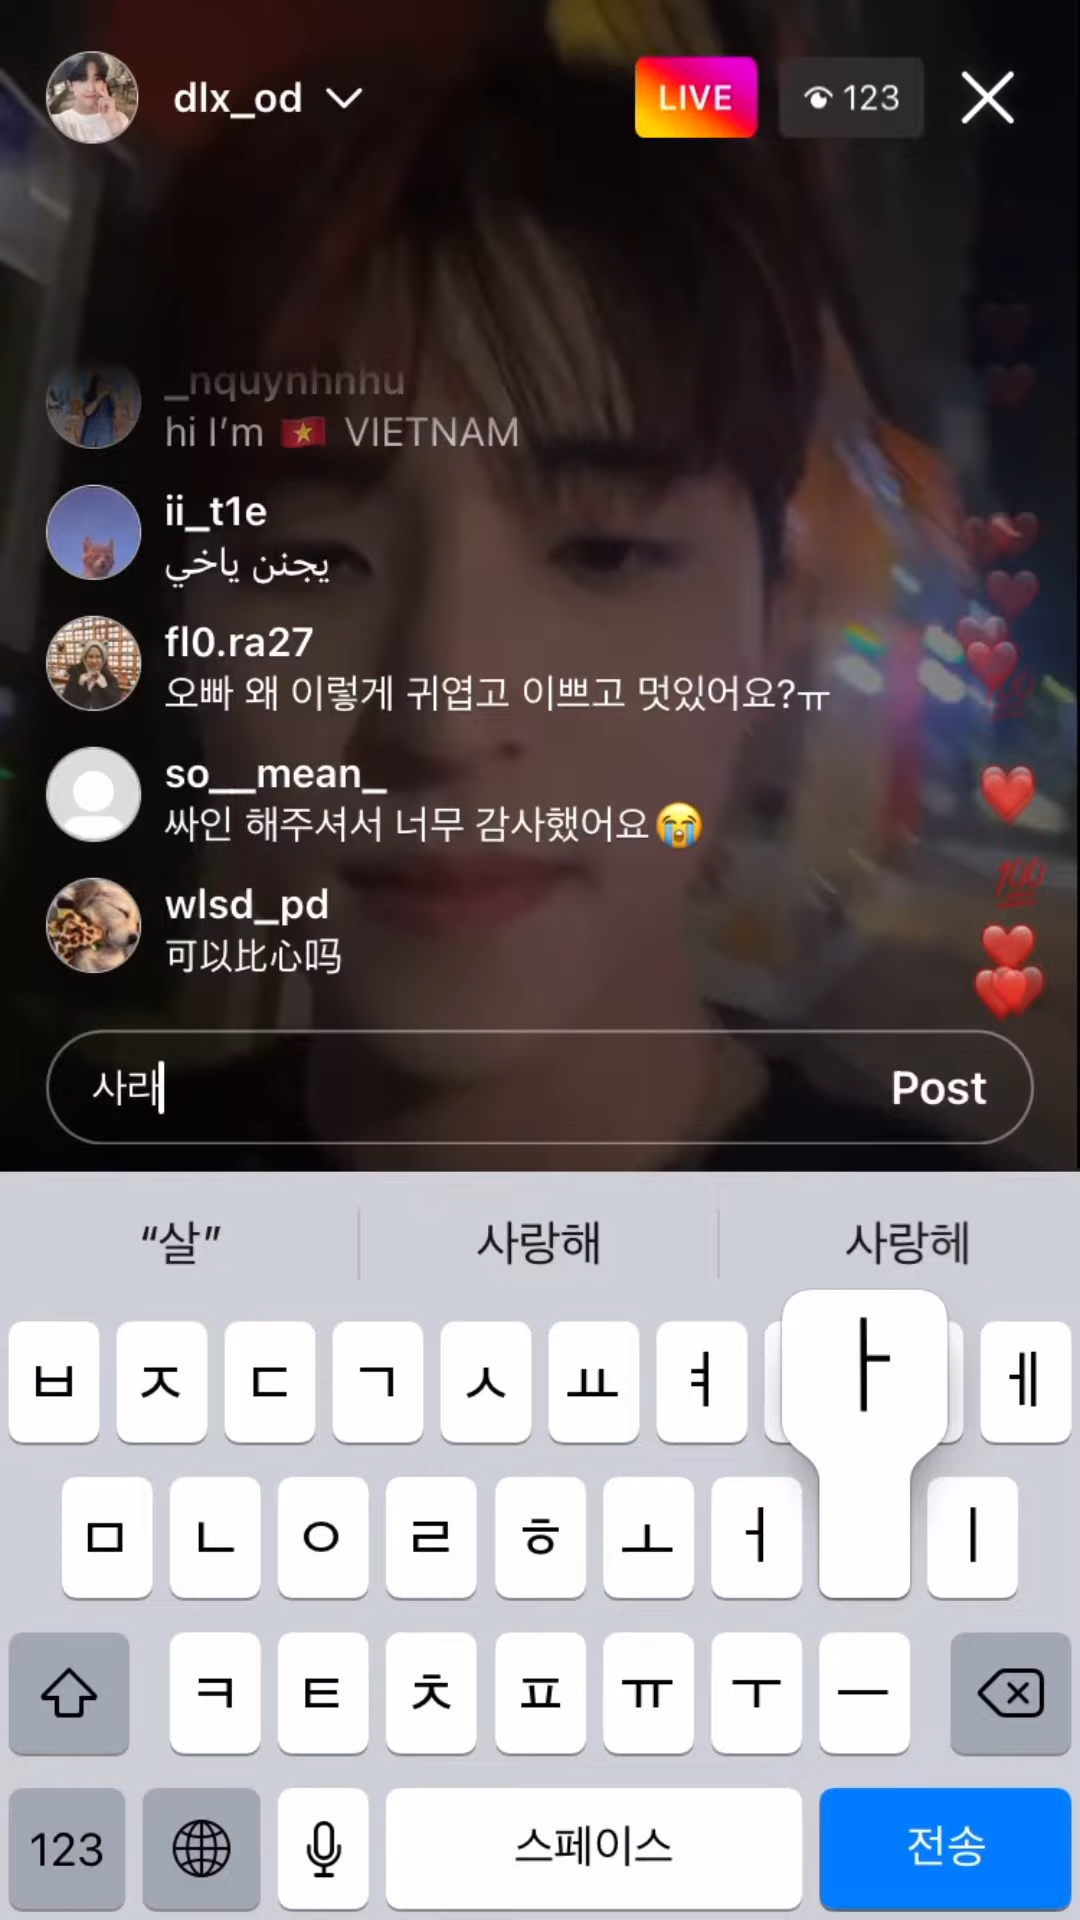 dlx_od LIVE 123
_nquynhnhu
hi I'm 🇻🇳 VIETNAM
ii_t1e
يجنن ياخي
fl0.ra27
오빠 왜 이렇게 귀엽고 이쁘고 멋있어요?ㅠ
so__mean_
싸인 해주셔서 너무 감사했어요😭
wlsd_pd
可以比心吗
사래 Post
“살” 사랑해 사랑헤
ㅂ ㅈ ㄷ ㄱ ㅅ ㅛ ㅕ ㅏ ㅔ
ㅁ ㄴ ㅇ ㄹ ㅎ ㅗ ㅓ ㅣ
ㅋ ㅌ ㅊ ㅍ ㅠ ㅜ ㅡ
123 스페이스 전송